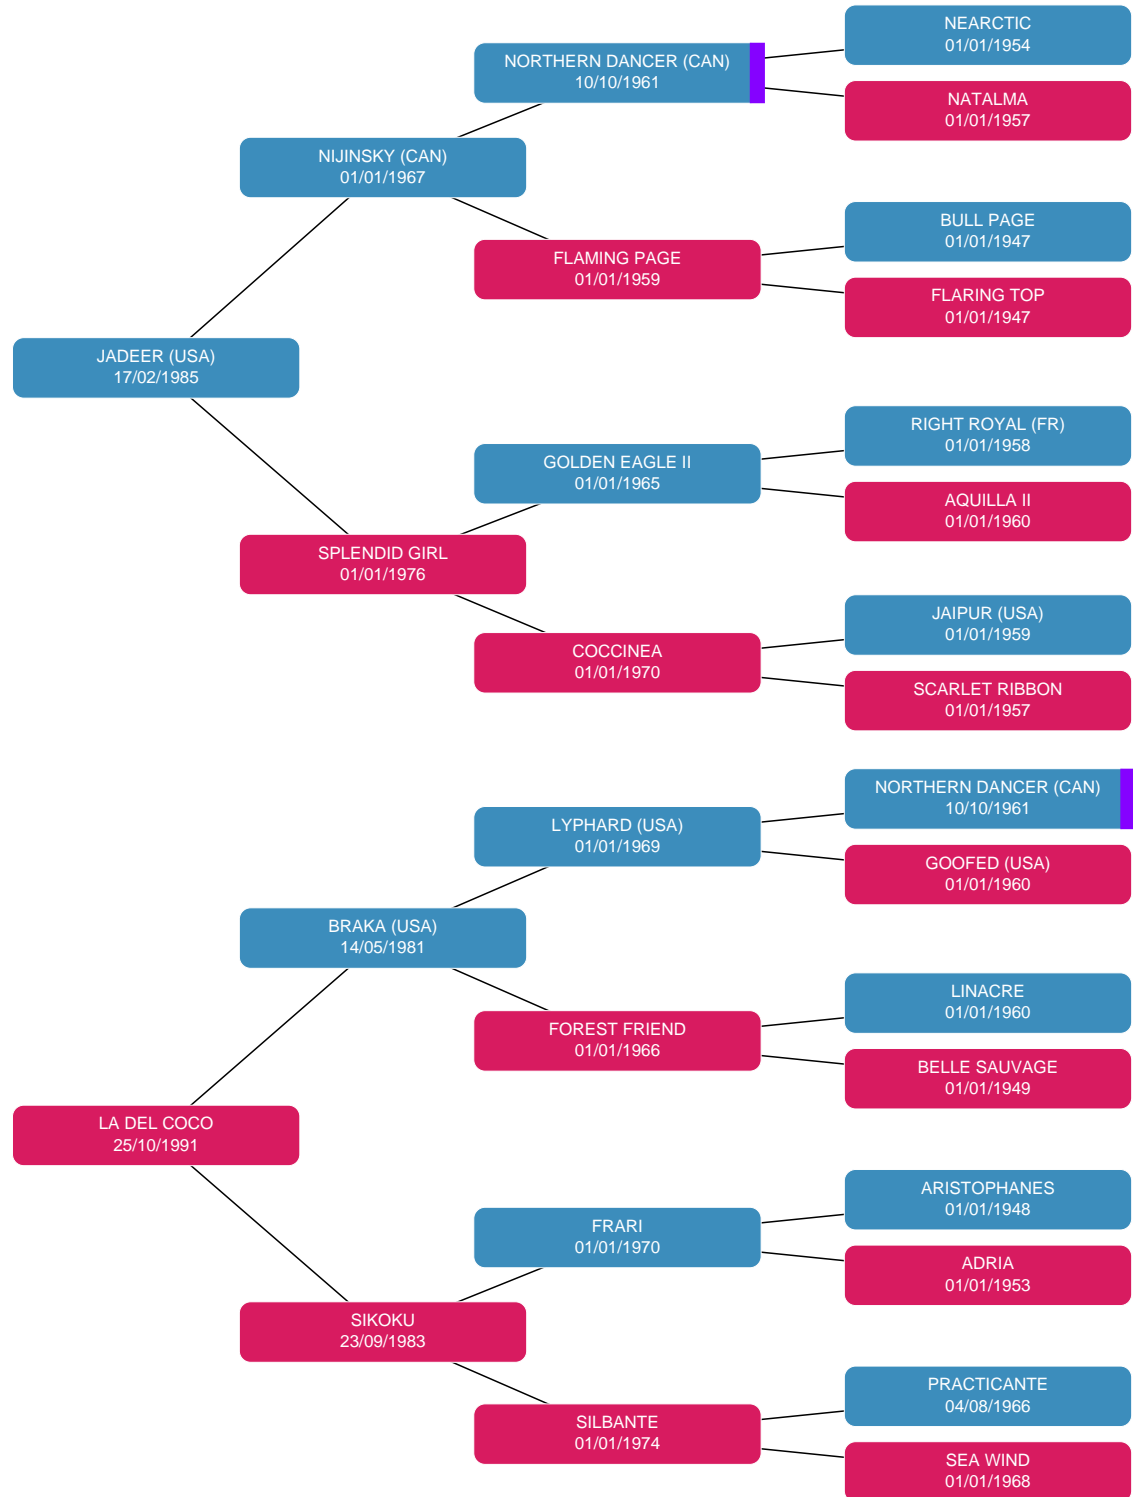 NEARCTIC
01/01/1954
NORTHERN DANCER (CAN)
10/10/1961
NATALMA
01/01/1957
NIJINSKY (CAN)
01/01/1967
BULL PAGE
01/01/1947
FLAMING PAGE
01/01/1959
FLARING TOP
01/01/1947
JADEER (USA)
17/02/1985
RIGHT ROYAL (FR)
01/01/1958
GOLDEN EAGLE II
01/01/1965
AQUILLA II
01/01/1960
SPLENDID GIRL
01/01/1976
JAIPUR (USA)
01/01/1959
COCCINEA
01/01/1970
SCARLET RIBBON
01/01/1957
NORTHERN DANCER (CAN)
10/10/1961
LYPHARD (USA)
01/01/1969
GOOFED (USA)
01/01/1960
BRAKA (USA)
14/05/1981
LINACRE
01/01/1960
FOREST FRIEND
01/01/1966
BELLE SAUVAGE
01/01/1949
LA DEL COCO
25/10/1991
ARISTOPHANES
01/01/1948
FRARI
01/01/1970
ADRIA
01/01/1953
SIKOKU
23/09/1983
PRACTICANTE
04/08/1966
SILBANTE
01/01/1974
SEA WIND
01/01/1968